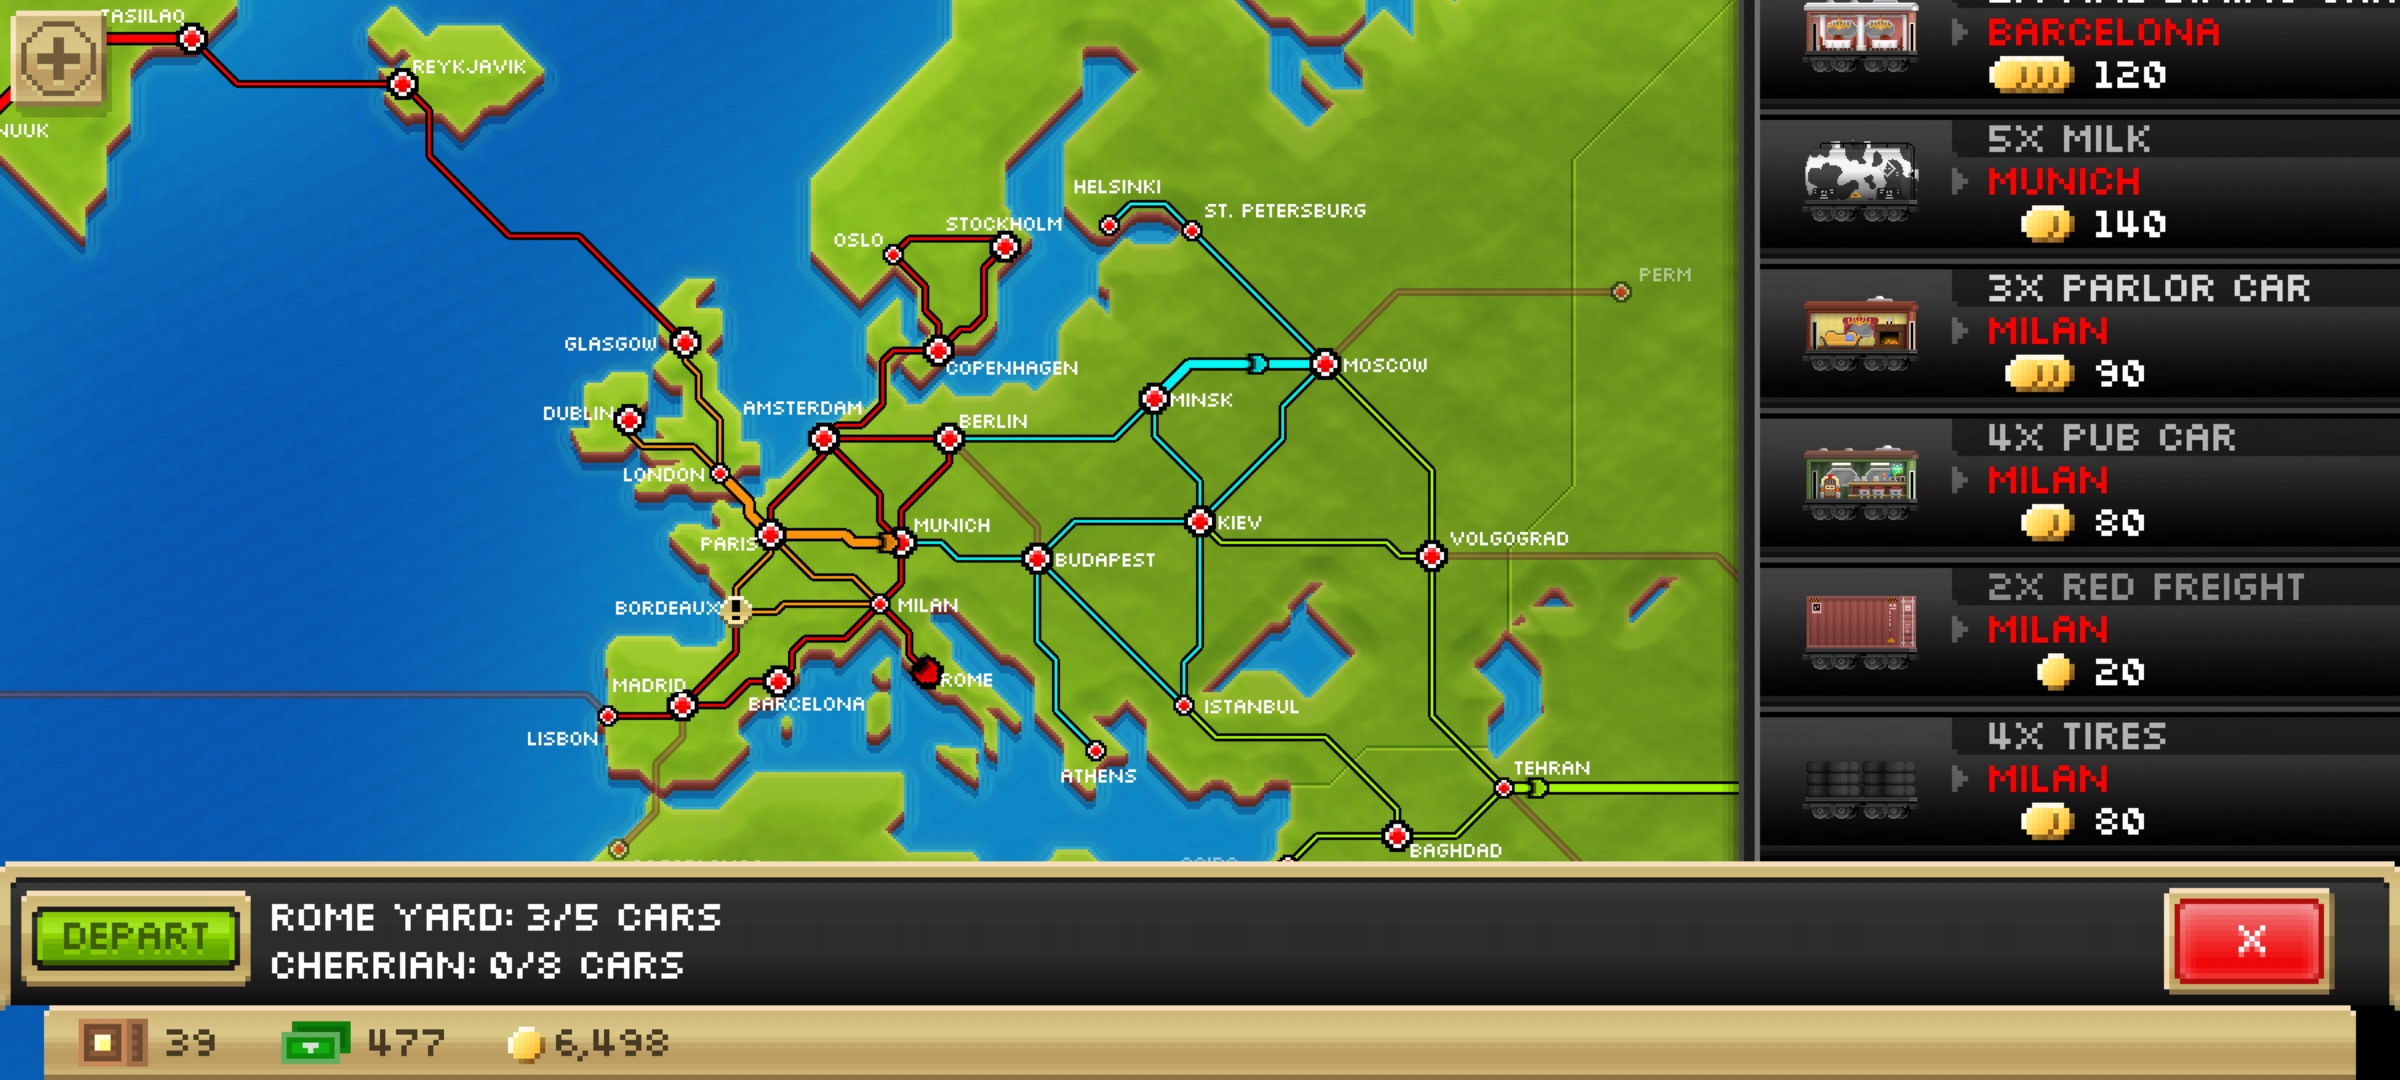 TASIILAQ
REYKJAVIK
NUUK
HELSINKI
ST. PETERSBURG
STOCKHOLM
OSLO
PERM
GLASGOW
COPENHAGEN
MOSCOW
MINSK
DUBLIN
AMSTERDAM
BERLIN
LONDON
MUNICH
KIEV
PARIS
BUDAPEST
VOLGOGRAD
BORDEAUX
MILAN
MADRID
ROME
BARCELONA
ISTANBUL
LISBON
ATHENS
TEHRAN
BAGHDAD
BARCELONA
120
5X MILK
MUNICH
140
3X PARLOR CAR
MILAN
90
4X PUB CAR
MILAN
80
2X RED FREIGHT
MILAN
20
4X TIRES
MILAN
80
DEPART
ROME YARD: 3/5 CARS
CHERRIAN: 0/8 CARS
X
39
477
6,498